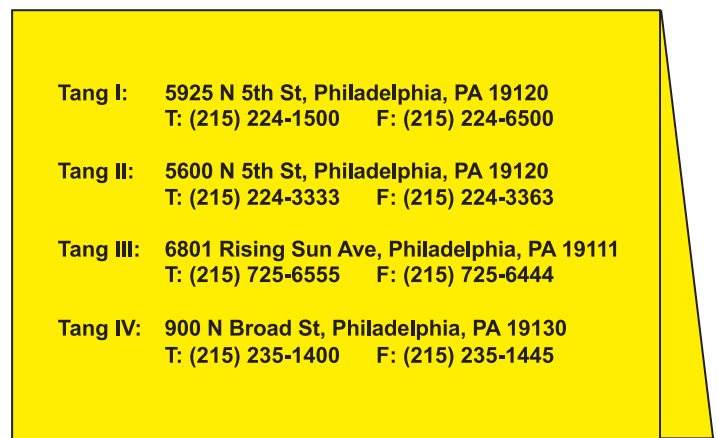 Tang I: 5925 N 5th St, Philadelphia, PA 19120
T: (215) 224-1500 F: (215) 224-6500
Tang II: 5600 N 5th St, Philadelphia, PA 19120
T: (215) 224-3333 F: (215) 224-3363
Tang III: 6801 Rising Sun Ave, Philadelphia, PA 19111
T: (215) 725-6555 F: (215) 725-6444
Tang IV: 900 N Broad St, Philadelphia, PA 19130
T: (215) 235-1400 F: (215) 235-1445